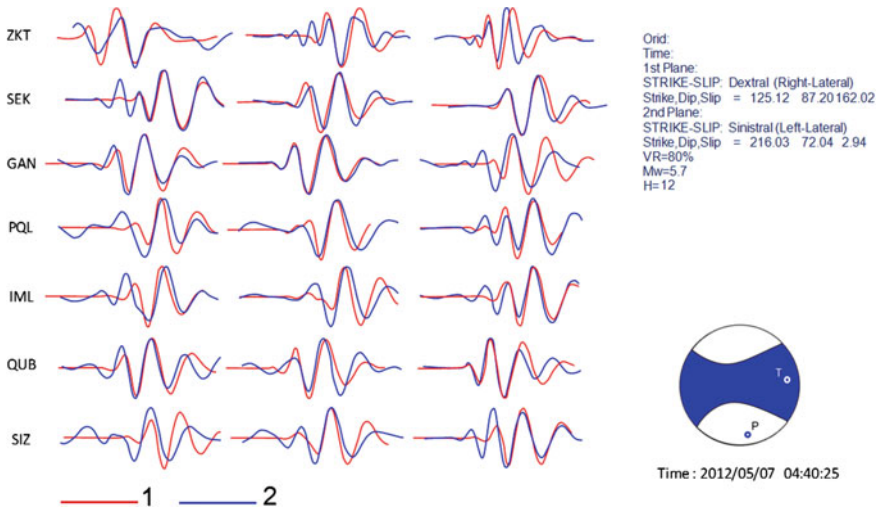 ZKT
SEK
GAN
PQL
IML
QUB
SIZ
1 2
Orid:
Time:
1st Plane:
STRIKE-SLIP: Dextral (Right-Lateral)
Strike,Dip,Slip = 125.12 87.20 162.02
2nd Plane:
STRIKE-SLIP: Sinistral (Left-Lateral)
Strike,Dip,Slip = 216.03 72.04 2.94
VR=80%
Mw=5.7
H=12
T
P
Time : 2012/05/07 04:40:25